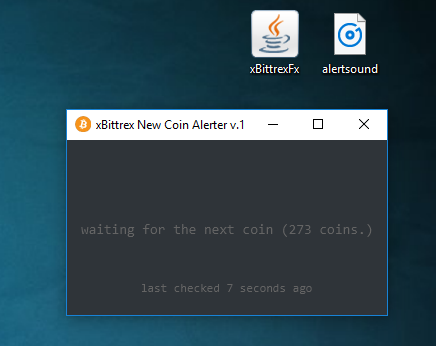 xBittrexFx
alertsound
xBittrex New Coin Alerter v.1
waiting for the next coin (273 coins.)
last checked 7 seconds ago